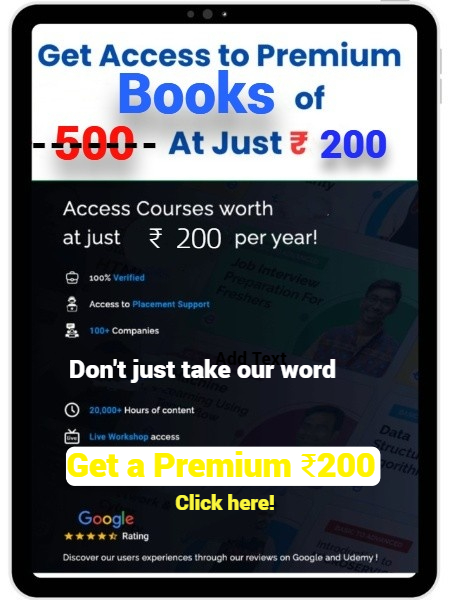 Get Access to Premium
Books of
-500- At Just ₹ 200
Access Courses worth
at just ₹ 200 per year!
100% Verified
Access to Placement Support
100+ Companies
Job Interview
Preparation For
Freshers
Add Text
Don't just take our word
20,000+ Hours of content
Live Workshop access
Data
Get a Premium ₹200
Click here!
Google
Rating
Discover our users experiences through our reviews on Google and Udemy !